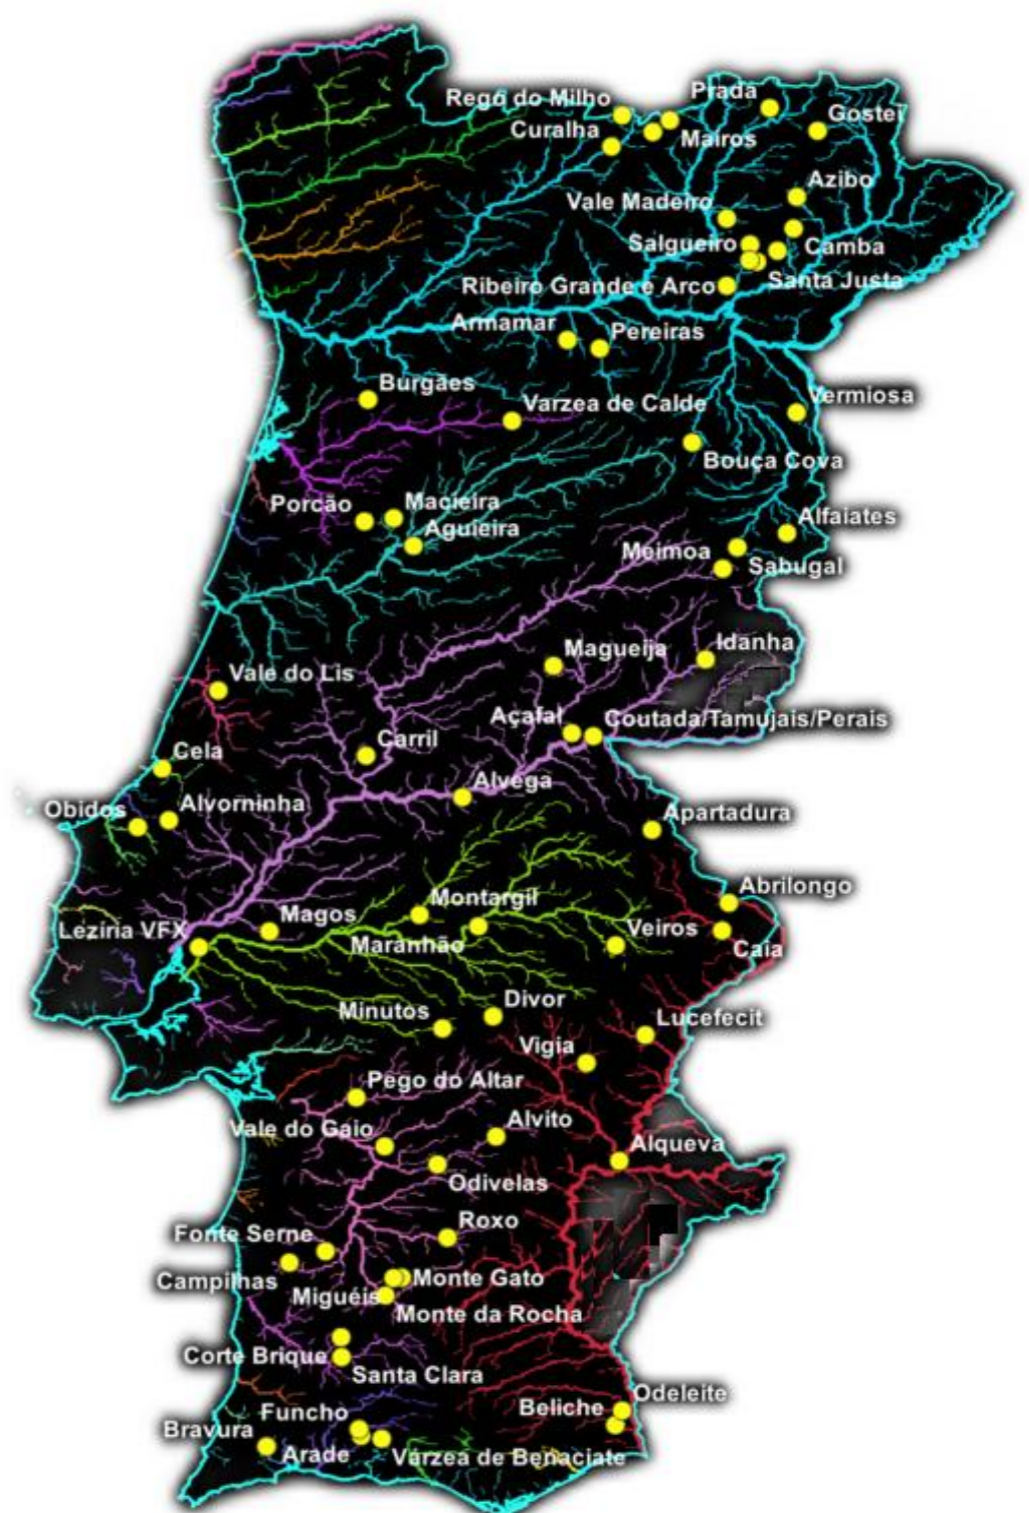 Prada
Rego do Milho
Gostei
Curalha
Mairos
Azibo
Vale Madeiro
Salgueiro
Camba
Santa Justa
Ribeiro Grande e Arco
Armamar
Pereiras
Burgães
Vermiosa
Varzea de Calde
Bouça Cova
Porcão
Macieira
Alfaiates
Aguieira
Meimoa
Sabugal
Idanha
Magueija
Vale do Lis
Açafal
Coutada/Tamujais/Perais
Carril
Cela
Alvega
Obidos
Alvorninha
Apartadura
Abrilongo
Montargil
Magos
Lezíria VFX
Maranhão
Veiros
Caia
Divor
Minutos
Lucefecit
Vigia
Pego do Altar
Alvito
Vale do Gaio
Alqueva
Odivelas
Roxo
Fonte Serne
Campilhas
Monte Gato
Miguéis
Monte da Rocha
Corte Brique
Santa Clara
Odeleite
Beliche
Funcho
Bravura
Arade
Várzea de Benaciate